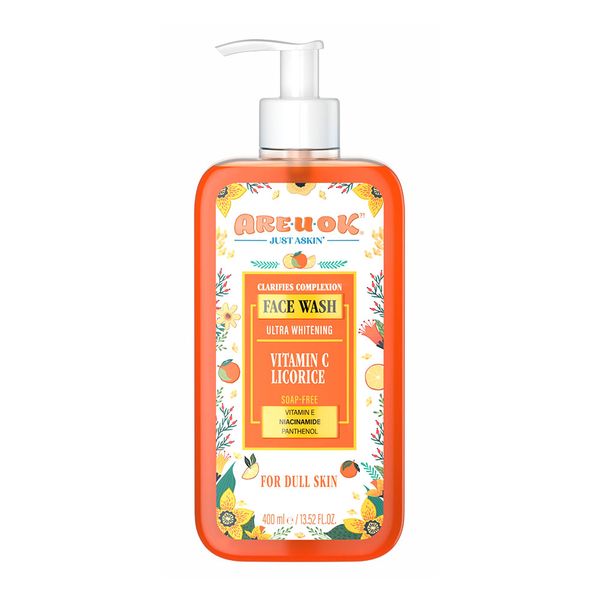 ARE·U·OK?!
JUST ASKIN'
CLARIFIES COMPLEXION
FACE WASH
ULTRA WHITENING
VITAMIN C
LICORICE
SOAP-FREE
VITAMIN E
NIACINAMIDE
PANTHENOL
FOR DULL SKIN
400 ml ℮ / 13.52 FL.OZ.